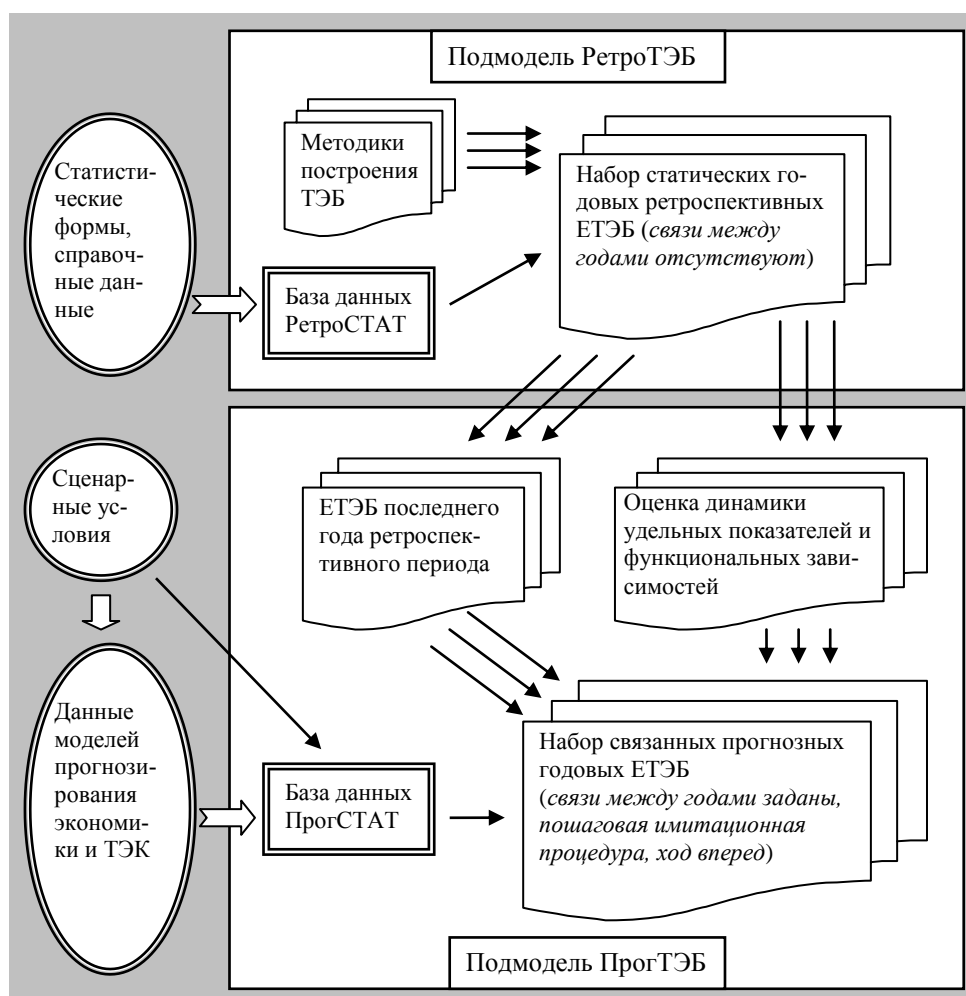 Подмодель РетроТЭБ
Статисти-
ческие
формы,
справоч-
ные дан-
ные
Методики
построения
ТЭБ
Набор статических го-
довых ретроспективных
ЕТЭБ (связи между
годами отсутствуют)
База данных
РетроСТАТ
Сценар-
ные ус-
ловия
ЕТЭБ последнего
года ретроспек-
тивного периода
Оценка динамики
удельных показателей и
функциональных зави-
симостей
Данные
моделей
прогнози-
рования
экономи-
ки и ТЭК
База данных
ПрогСТАТ
Набор связанных прогнозных
годовых ЕТЭБ
(связи между годами заданы,
пошаговая имитационная
процедура, ход вперед)
Подмодель ПрогТЭБ